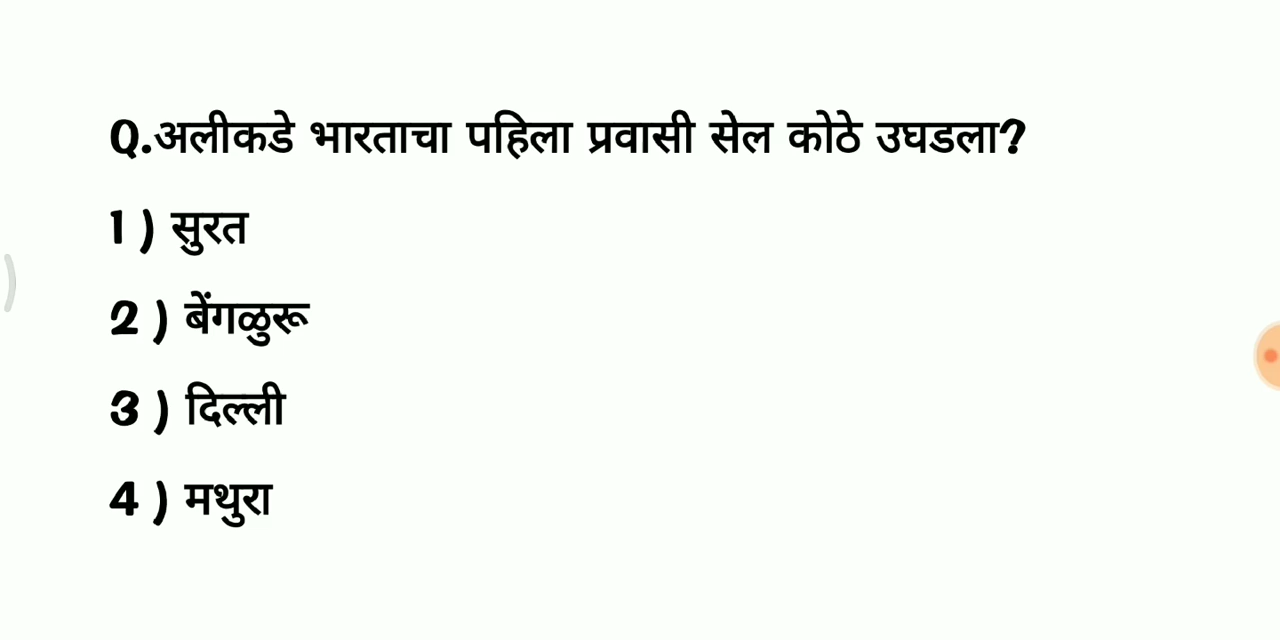 Q.अलीकडे भारताचा पहिला प्रवासी सेल कोठे उघडला?
1 ) सुरत
2 ) बेंगळुरू
3 ) दिल्ली
4 ) मथुरा